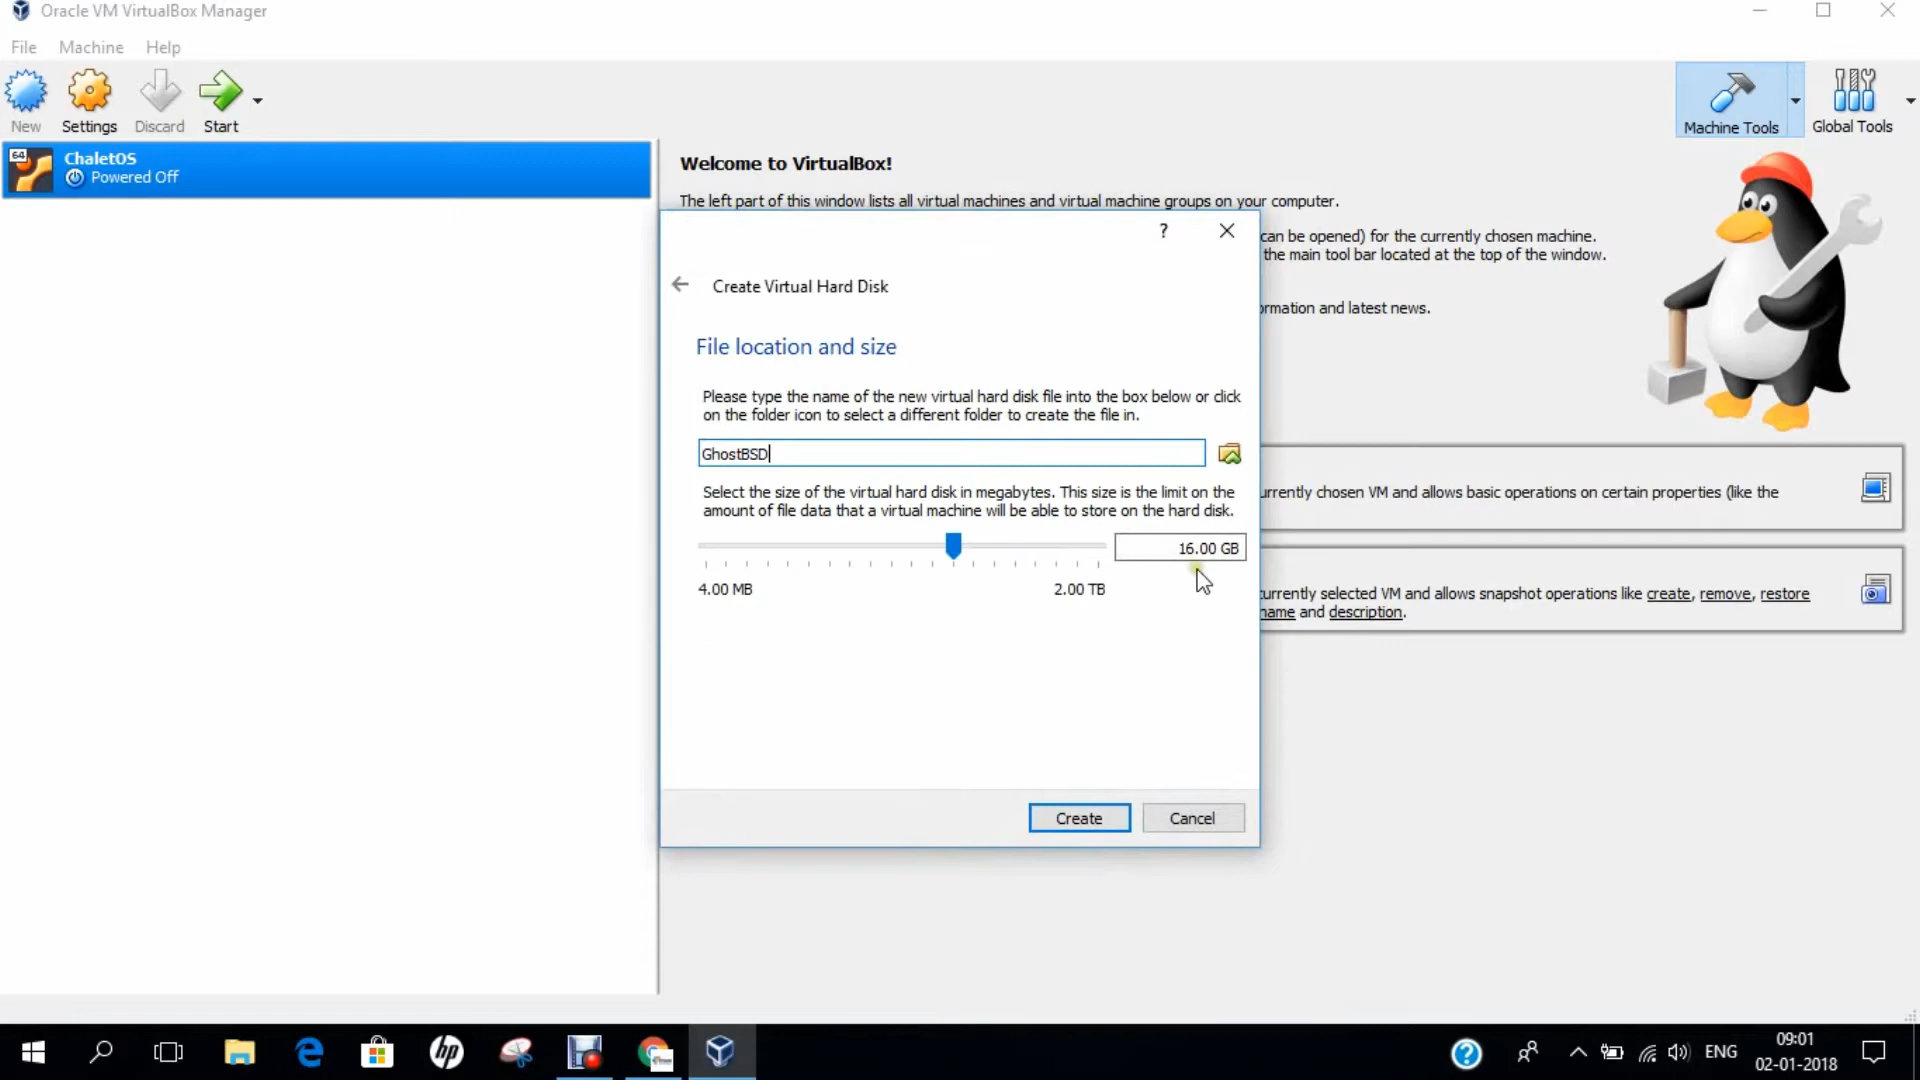 Oracle VM VirtualBox Manager
File Machine Help
New Settings Discard Start
Machine Tools Global Tools
64 ChaletOS
Powered Off
Welcome to VirtualBox!
The left part of this window lists all virtual machines and virtual machine groups on your computer.
can be opened) for the currently chosen machine.
the main tool bar located at the top of the window.
ormation and latest news.
? 
Create Virtual Hard Disk
File location and size
Please type the name of the new virtual hard disk file into the box below or click
on the folder icon to select a different folder to create the file in.
GhostBSD
Select the size of the virtual hard disk in megabytes. This size is the limit on the
amount of file data that a virtual machine will be able to store on the hard disk.
16.00 GB
4.00 MB 2.00 TB
Create Cancel
urrently chosen VM and allows basic operations on certain properties (like the
urrently selected VM and allows snapshot operations like create, remove, restore
name and description.
hp
? ENG
09:01
02-01-2018